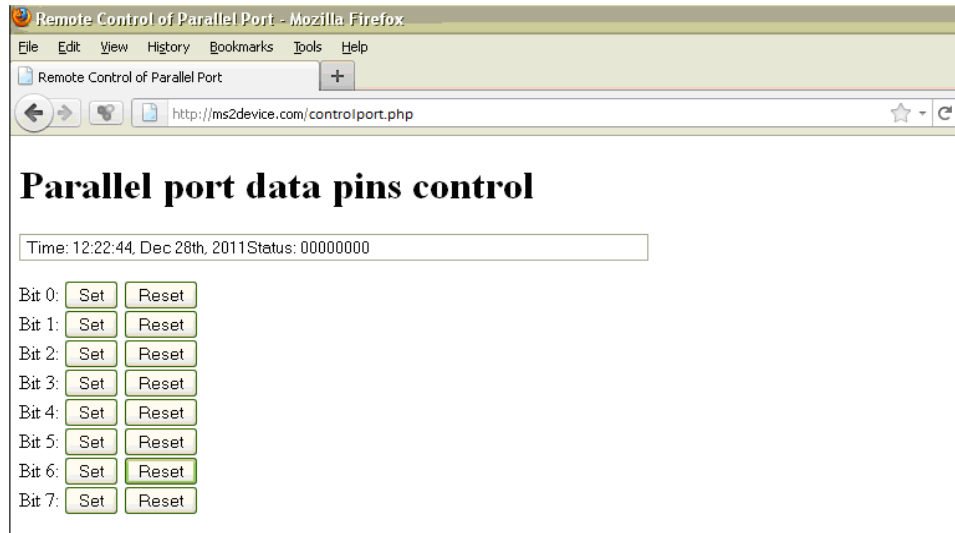 Remote Control of Parallel Port - Mozilla Firefox
File Edit View History Bookmarks Tools Help
Remote Control of Parallel Port +
http://ms2device.com/controlport.php
Parallel port data pins control
Time: 12:22:44, Dec 28th, 2011Status: 00000000
Bit 0: Set Reset
Bit 1: Set Reset
Bit 2: Set Reset
Bit 3: Set Reset
Bit 4: Set Reset
Bit 5: Set Reset
Bit 6: Set Reset
Bit 7: Set Reset